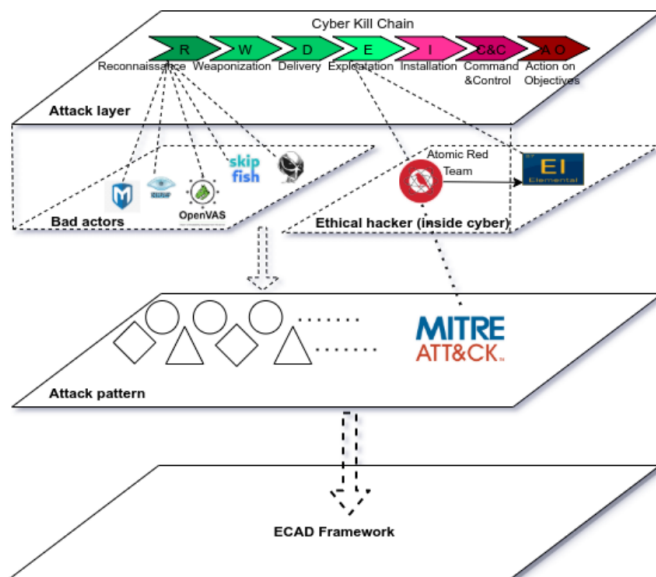 Cyber Kill Chain
R W D E I C&C A O
Reconnaissance Weaponization Delivery Exploitation Installation Command Action on
&Control Objectives
Attack layer
skip
fish
OpenVAS
Bad actors
Atomic Red
Team
EI
Elemental
Ethical hacker (inside cyber)
MITRE
ATT&CK
Attack pattern
ECAD Framework